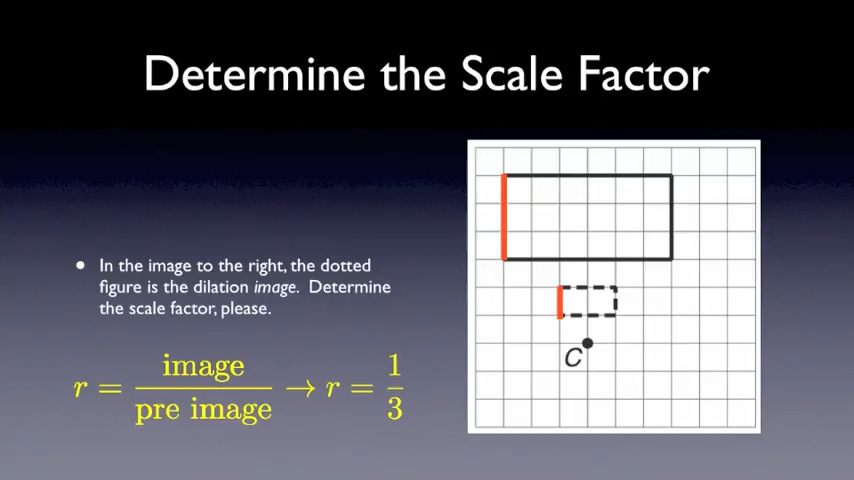 Determine the Scale Factor
• In the image to the right, the dotted
figure is the dilation image. Determine
the scale factor, please.
r = image/pre image → r = 1/3
C